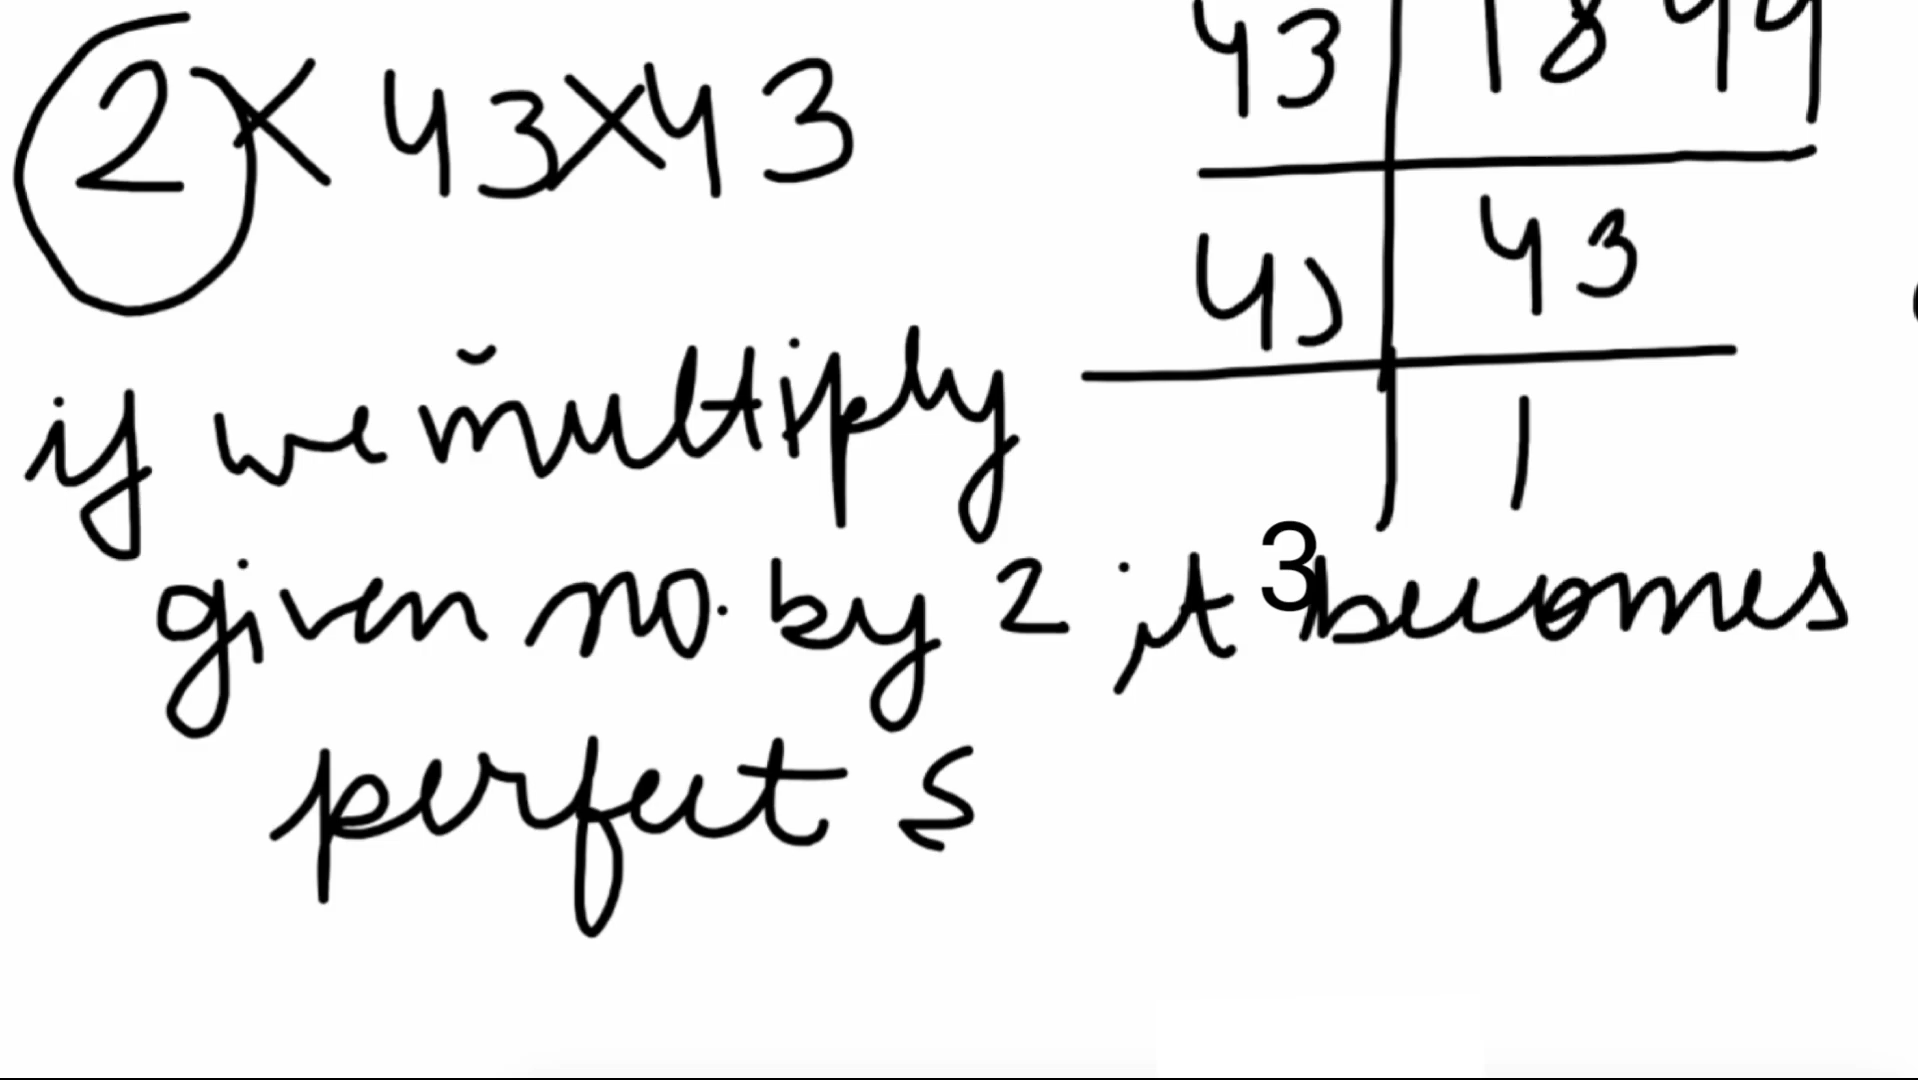 2 × 43 × 43
43 | 1849
43 | 43
1
if we multiply
given no. by 2 it 3 becomes
perfect s